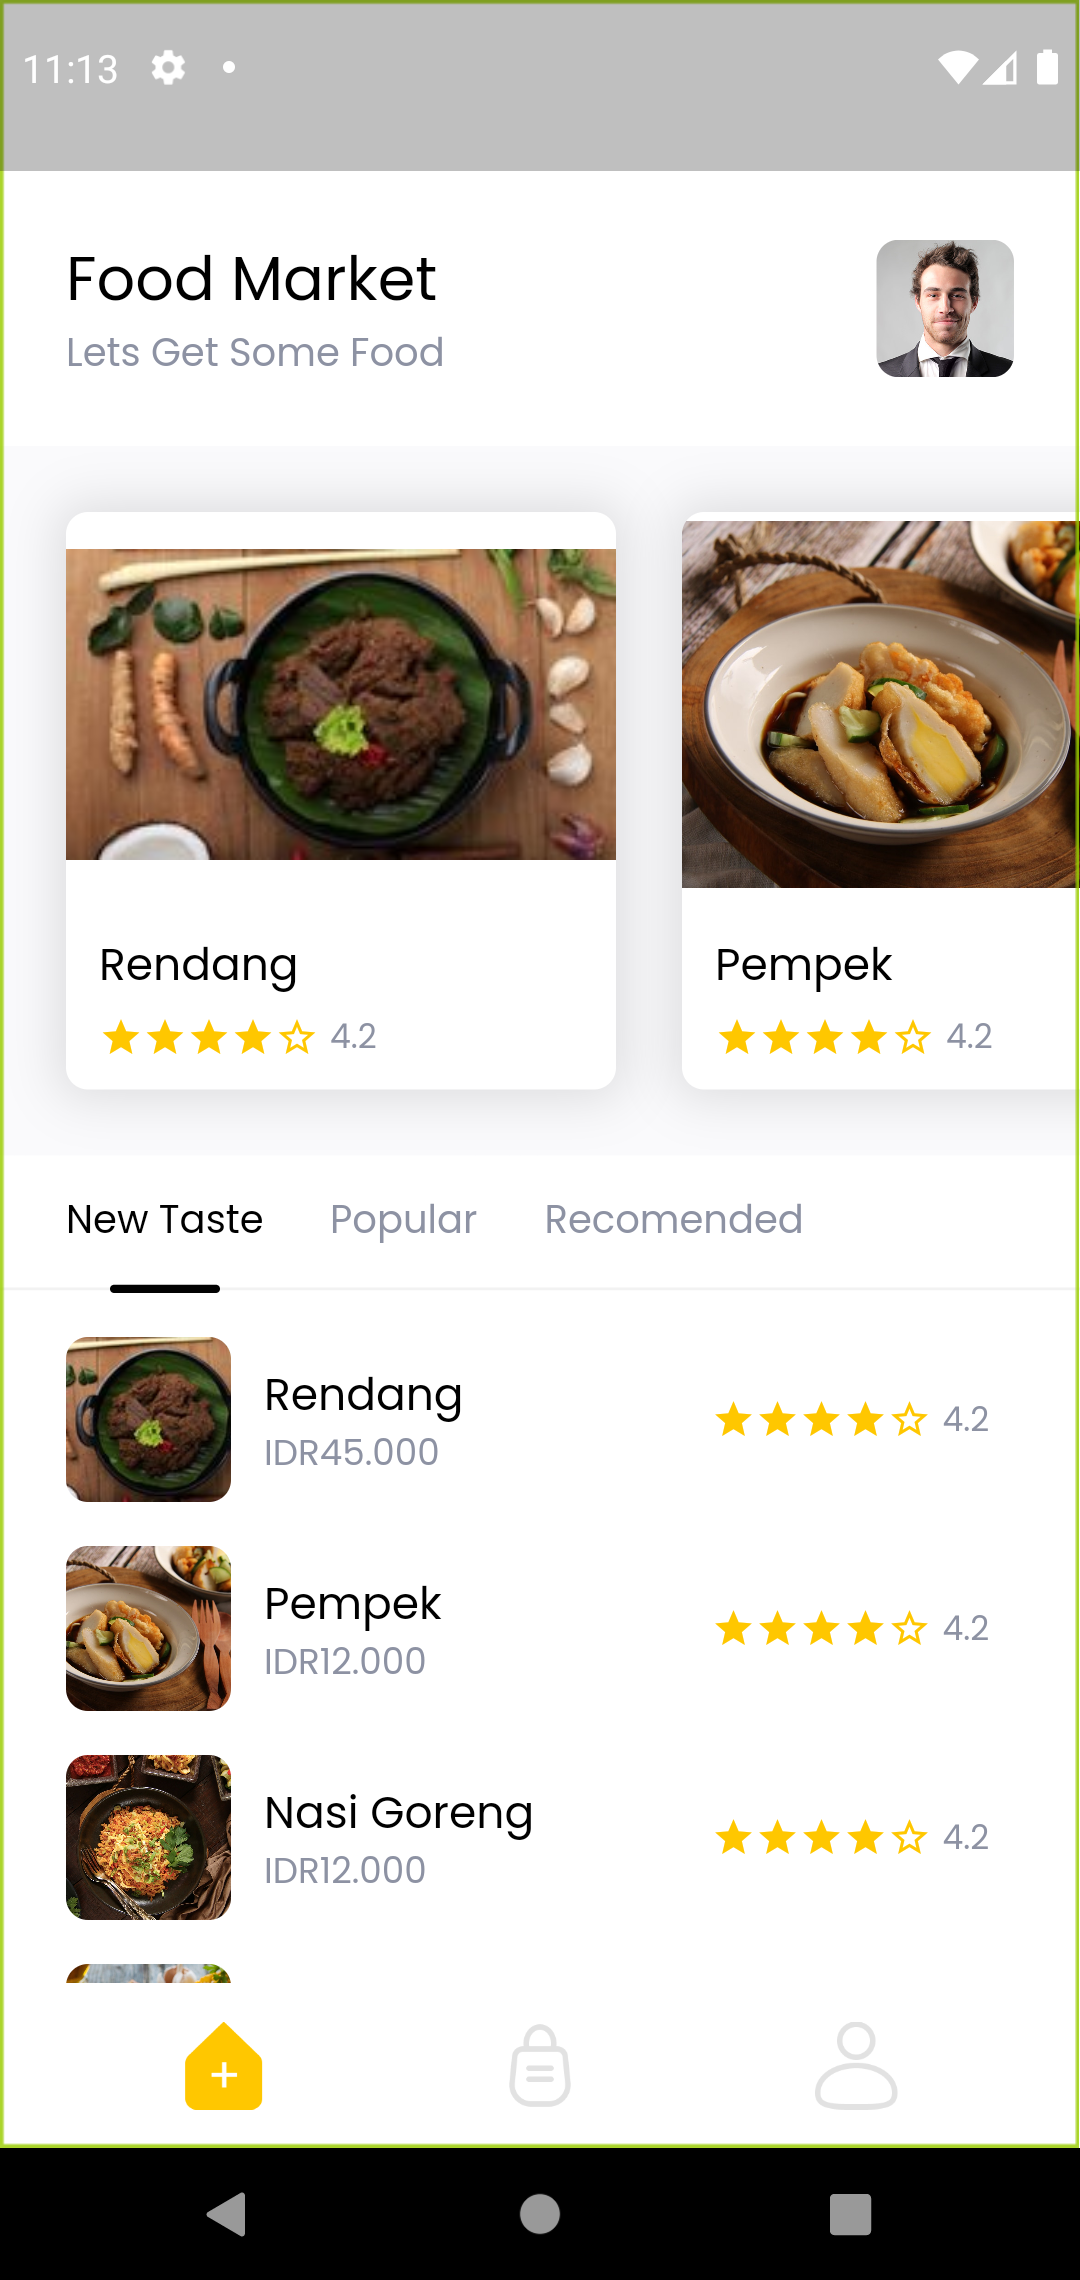 11:13
Food Market
Lets Get Some Food
Rendang
4.2
Pempek
4.2
New Taste
Popular
Recomended
Rendang
IDR45.000
4.2
Pempek
IDR12.000
4.2
Nasi Goreng
IDR12.000
4.2